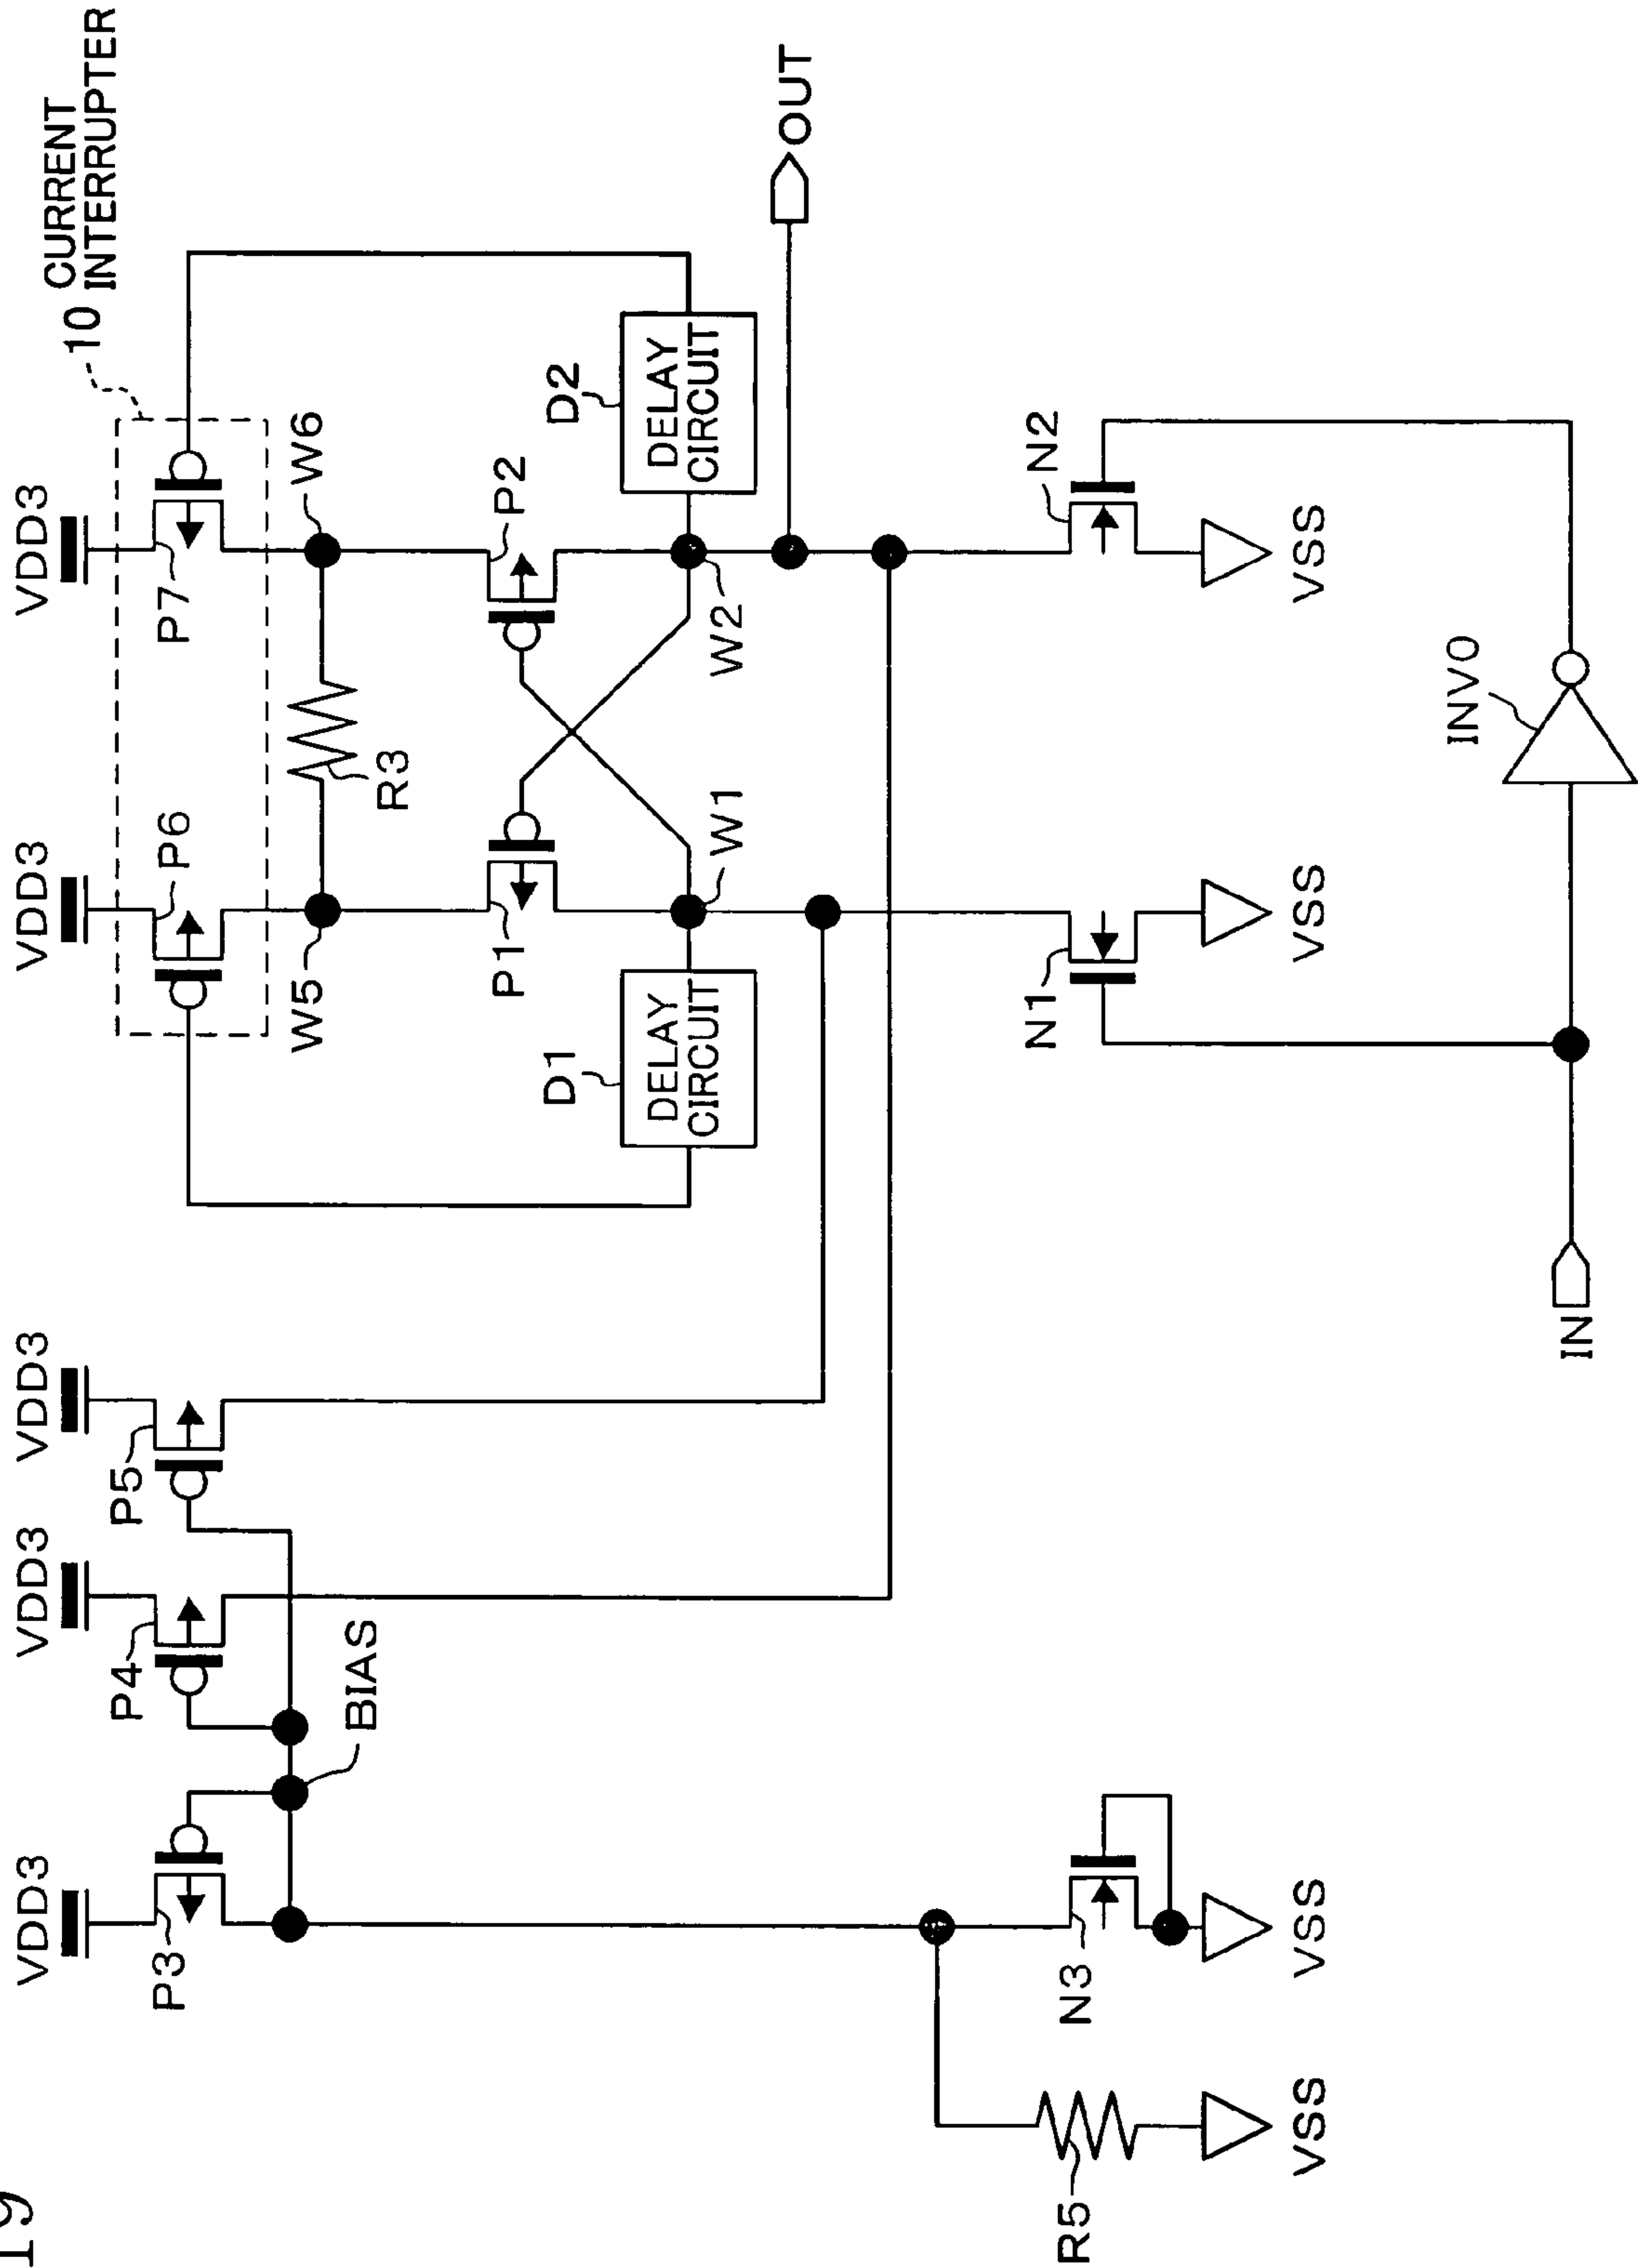 19
VDD3
VDD3
VDD3
VDD3
VDD3
10 CURRENT
INTERRUPTER
P3
P4
P5
P6
P7
BIAS
W5
W6
R3
P1
P2
D1
D2
DELAY
CIRCUIT
DELAY
CIRCUIT
W1
W2
OUT
R5
N3
N1
N2
VSS
VSS
VSS
VSS
IN
INV0